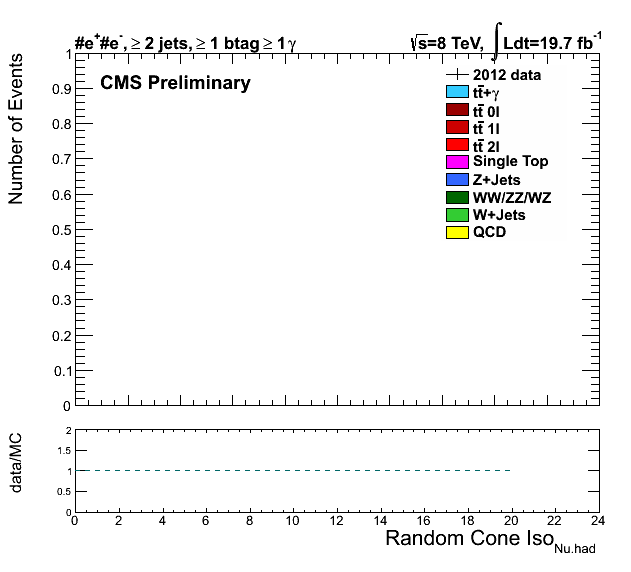 #e⁺#e⁻, ≥ 2 jets, ≥ 1 btag ≥ 1 γ
√s=8 TeV, ∫ Ldt=19.7 fb⁻¹
CMS Preliminary
2012 data
tt̄+γ
tt̄ 0l
tt̄ 1l
tt̄ 2l
Single Top
Z+Jets
WW/ZZ/WZ
W+Jets
QCD
Number of Events
1
0.9
0.8
0.7
0.6
0.5
0.4
0.3
0.2
0.1
0
data/MC
2
1.5
1
0.5
0
0 2 4 6 8 10 12 14 16 18 20 22 24
Random Cone Iso Nu.had